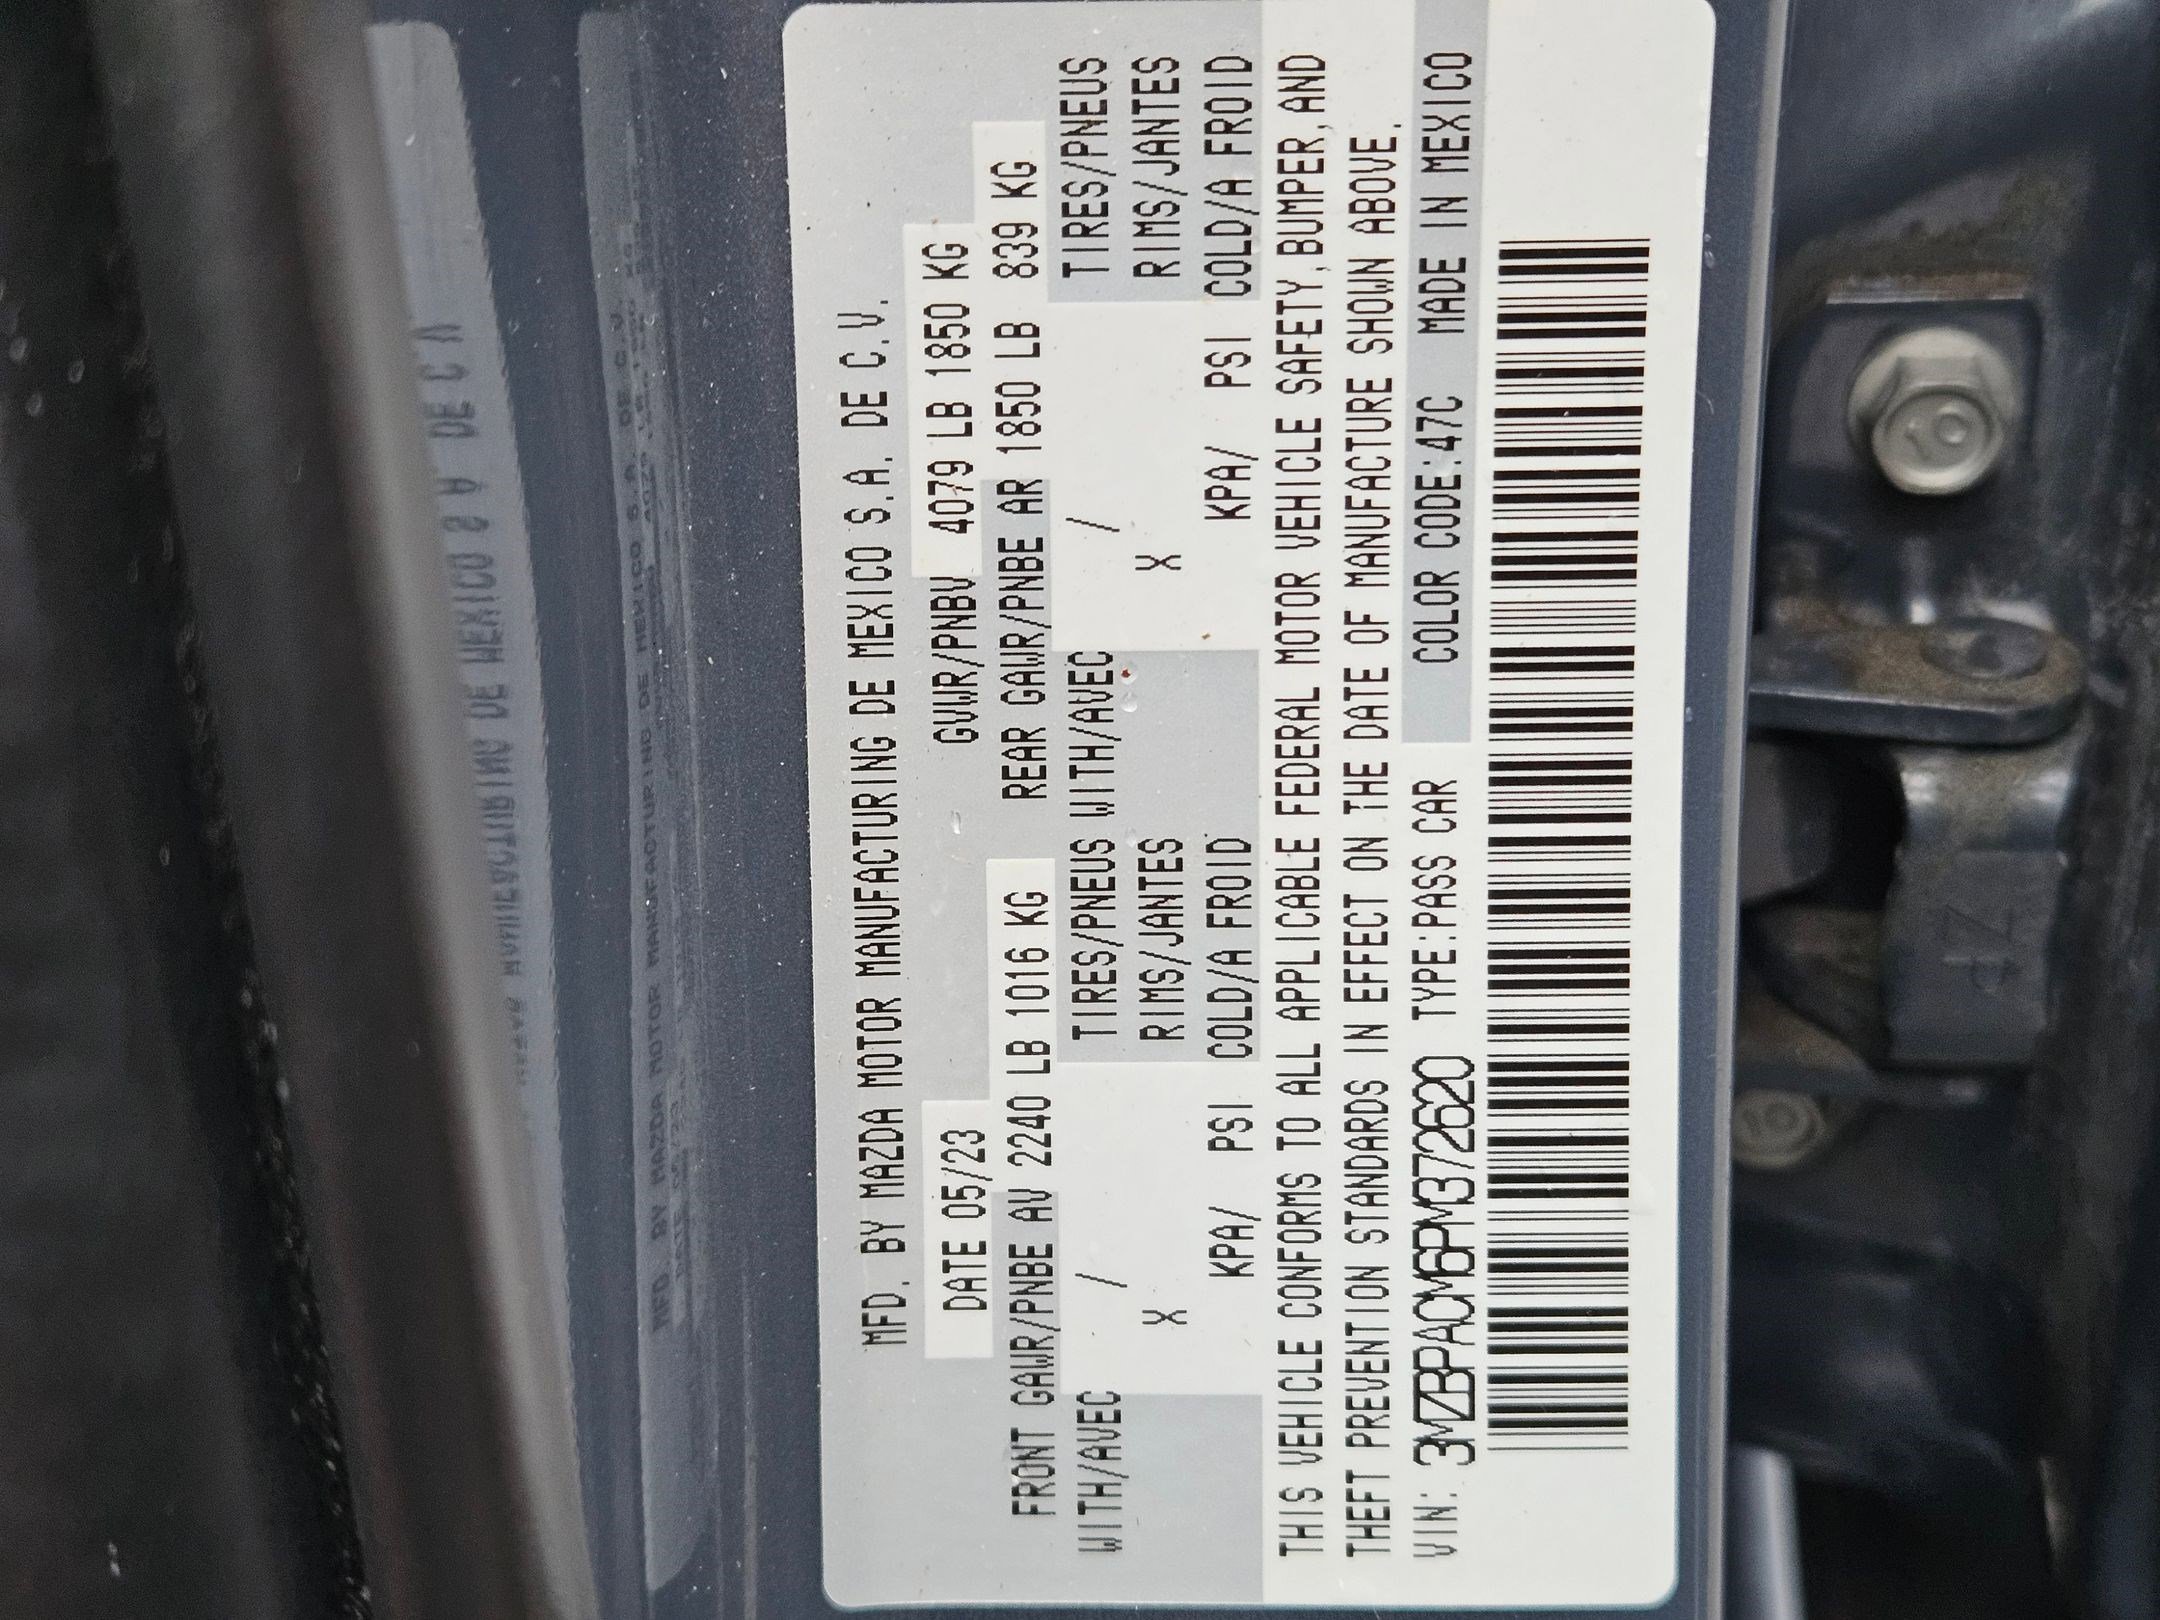 MFD. BY MAZDA MOTOR MANUFACTURING DE MEXICO S.A. DE C.V.
DATE 05/23 GVWR/PNBV 4079 LB 1850 KG
FRONT GAWR/PNBE AV 2240 LB 1016 KG REAR GAWR/PNBE AR 1850 LB 839 KG
WITH/AVEC / TIRES/PNEUS WITH/AVEC / TIRES/PNEUS
X RIMS/JANTES X RIMS/JANTES
KPA/ PSI COLD/A FROID KPA/ PSI COLD/A FROID
THIS VEHICLE CONFORMS TO ALL APPLICABLE FEDERAL MOTOR VEHICLE SAFETY, BUMPER, AND
THEFT PREVENTION STANDARDS IN EFFECT ON THE DATE OF MANUFACTURE SHOWN ABOVE.
VIN: 3MZBPACM6PM372620 TYPE:PASS CAR COLOR CODE:47C MADE IN MEXICO
10
10